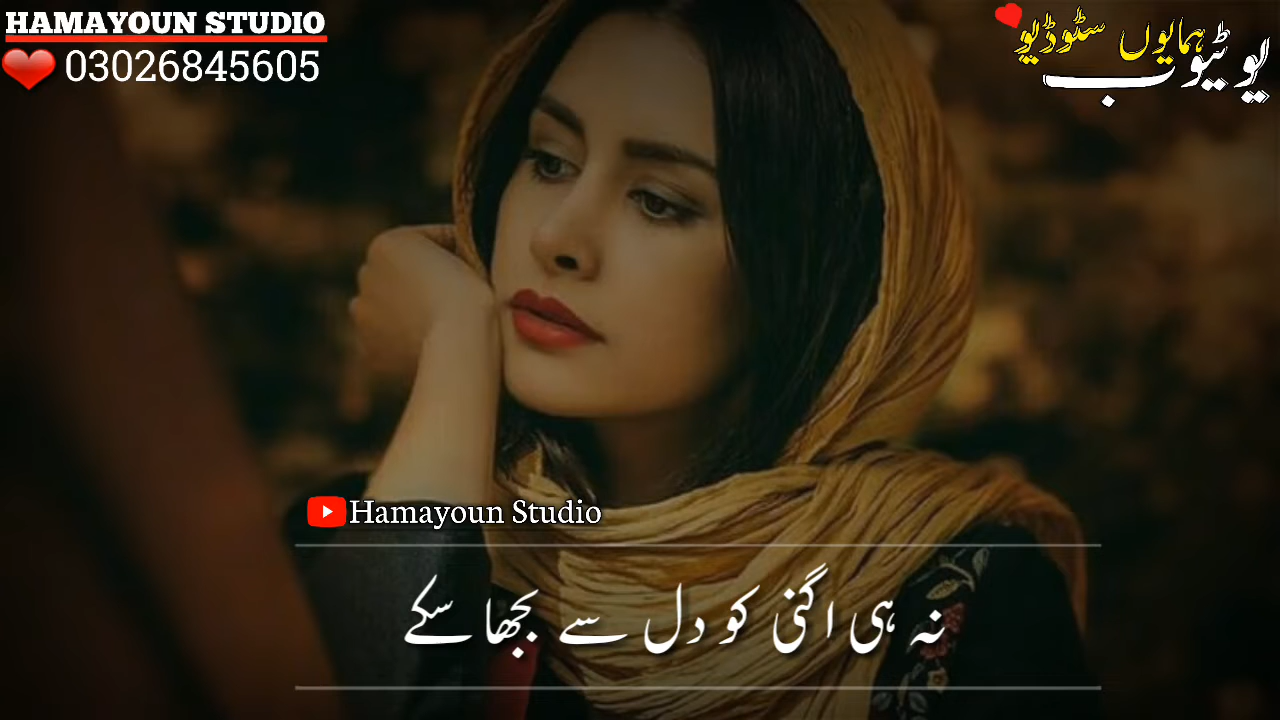 HAMAYOUN STUDIO
03026845605
ہمایوں سٹوڈیو
یوٹیوب
Hamayoun Studio
نہ ہی اگنی کو دل سے بجھا سکے